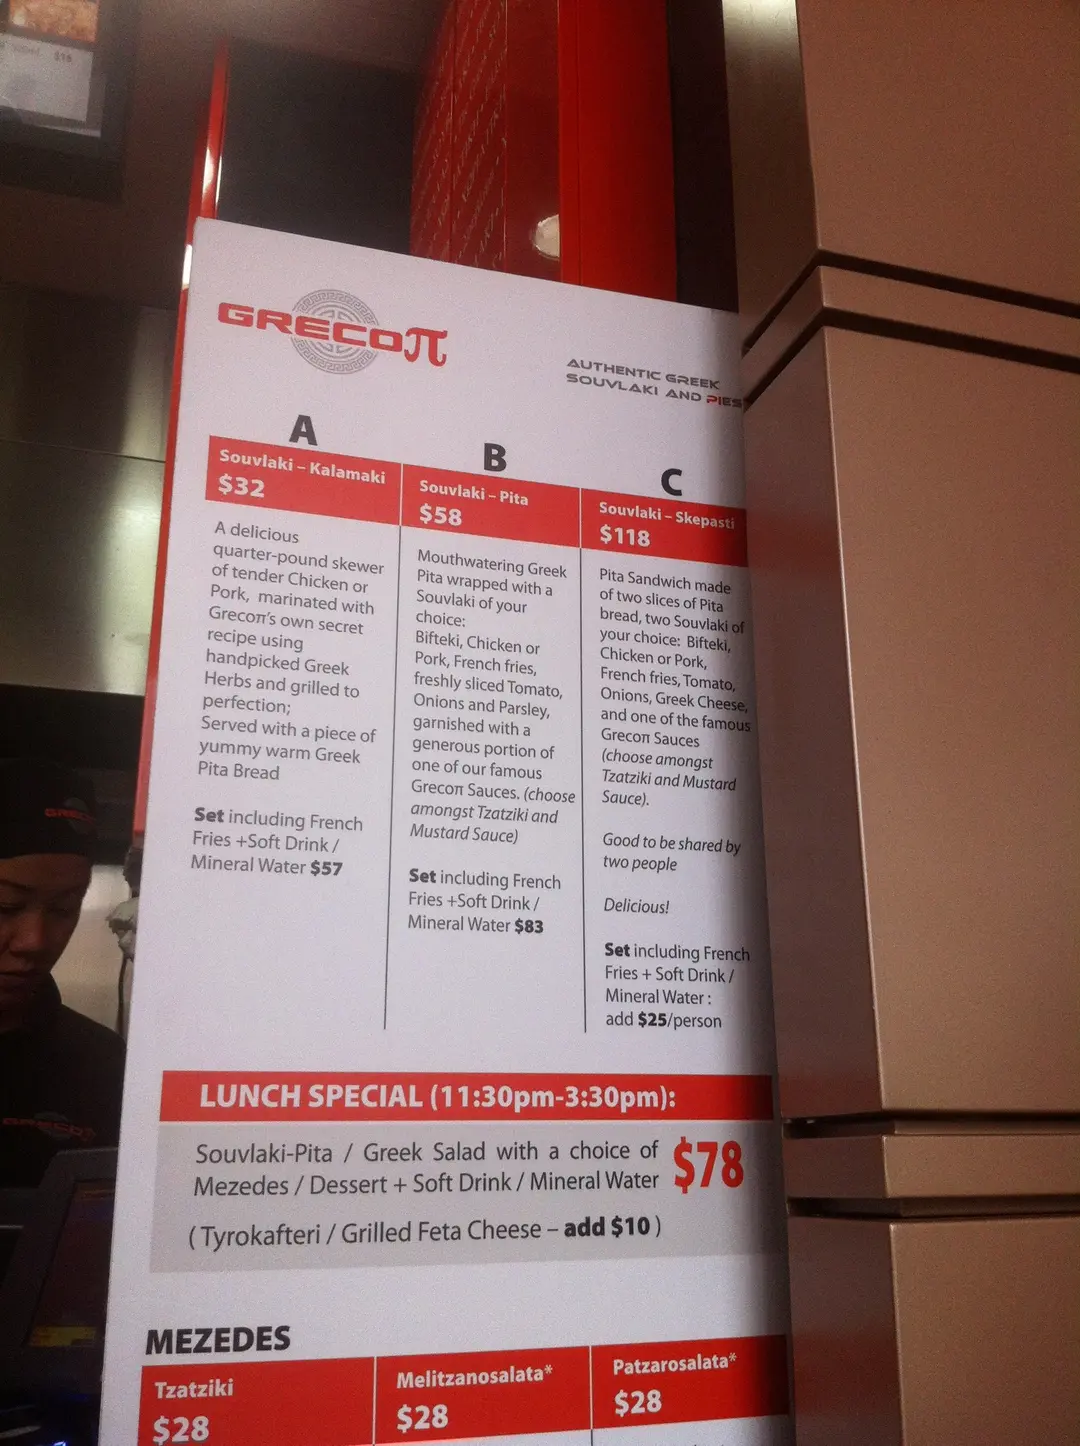 $16
GRECOπ
AUTHENTIC GREEK
SOUVLAKI AND PIES
A
Souvlaki – Kalamaki
$32
A delicious
quarter-pound skewer
of tender Chicken or
Pork, marinated with
Grecoπ's own secret
recipe using
handpicked Greek
Herbs and grilled to
perfection;
Served with a piece of
yummy warm Greek
Pita Bread
Set including French
Fries +Soft Drink /
Mineral Water $57
B
Souvlaki – Pita
$58
Mouthwatering Greek
Pita wrapped with a
Souvlaki of your
choice:
Bifteki, Chicken or
Pork, French fries,
freshly sliced Tomato,
Onions and Parsley,
garnished with a
generous portion of
one of our famous
Grecoπ Sauces. (choose
amongst Tzatziki and
Mustard Sauce)
Set including French
Fries +Soft Drink /
Mineral Water $83
C
Souvlaki – Skepasti
$118
Pita Sandwich made
of two slices of Pita
bread, two Souvlaki of
your choice: Bifteki,
Chicken or Pork,
French fries, Tomato,
Onions, Greek Cheese,
and one of the famous
Grecoπ Sauces
(choose amongst
Tzatziki and Mustard
Sauce).
Good to be shared by
two people
Delicious!
Set including French
Fries + Soft Drink /
Mineral Water :
add $25/person
LUNCH SPECIAL (11:30pm-3:30pm):
Souvlaki-Pita / Greek Salad with a choice of
Mezedes / Dessert + Soft Drink / Mineral Water
$78
( Tyrokafteri / Grilled Feta Cheese – add $10 )
MEZEDES
Tzatziki
$28
Melitzanosalata*
$28
Patzarosalata*
$28